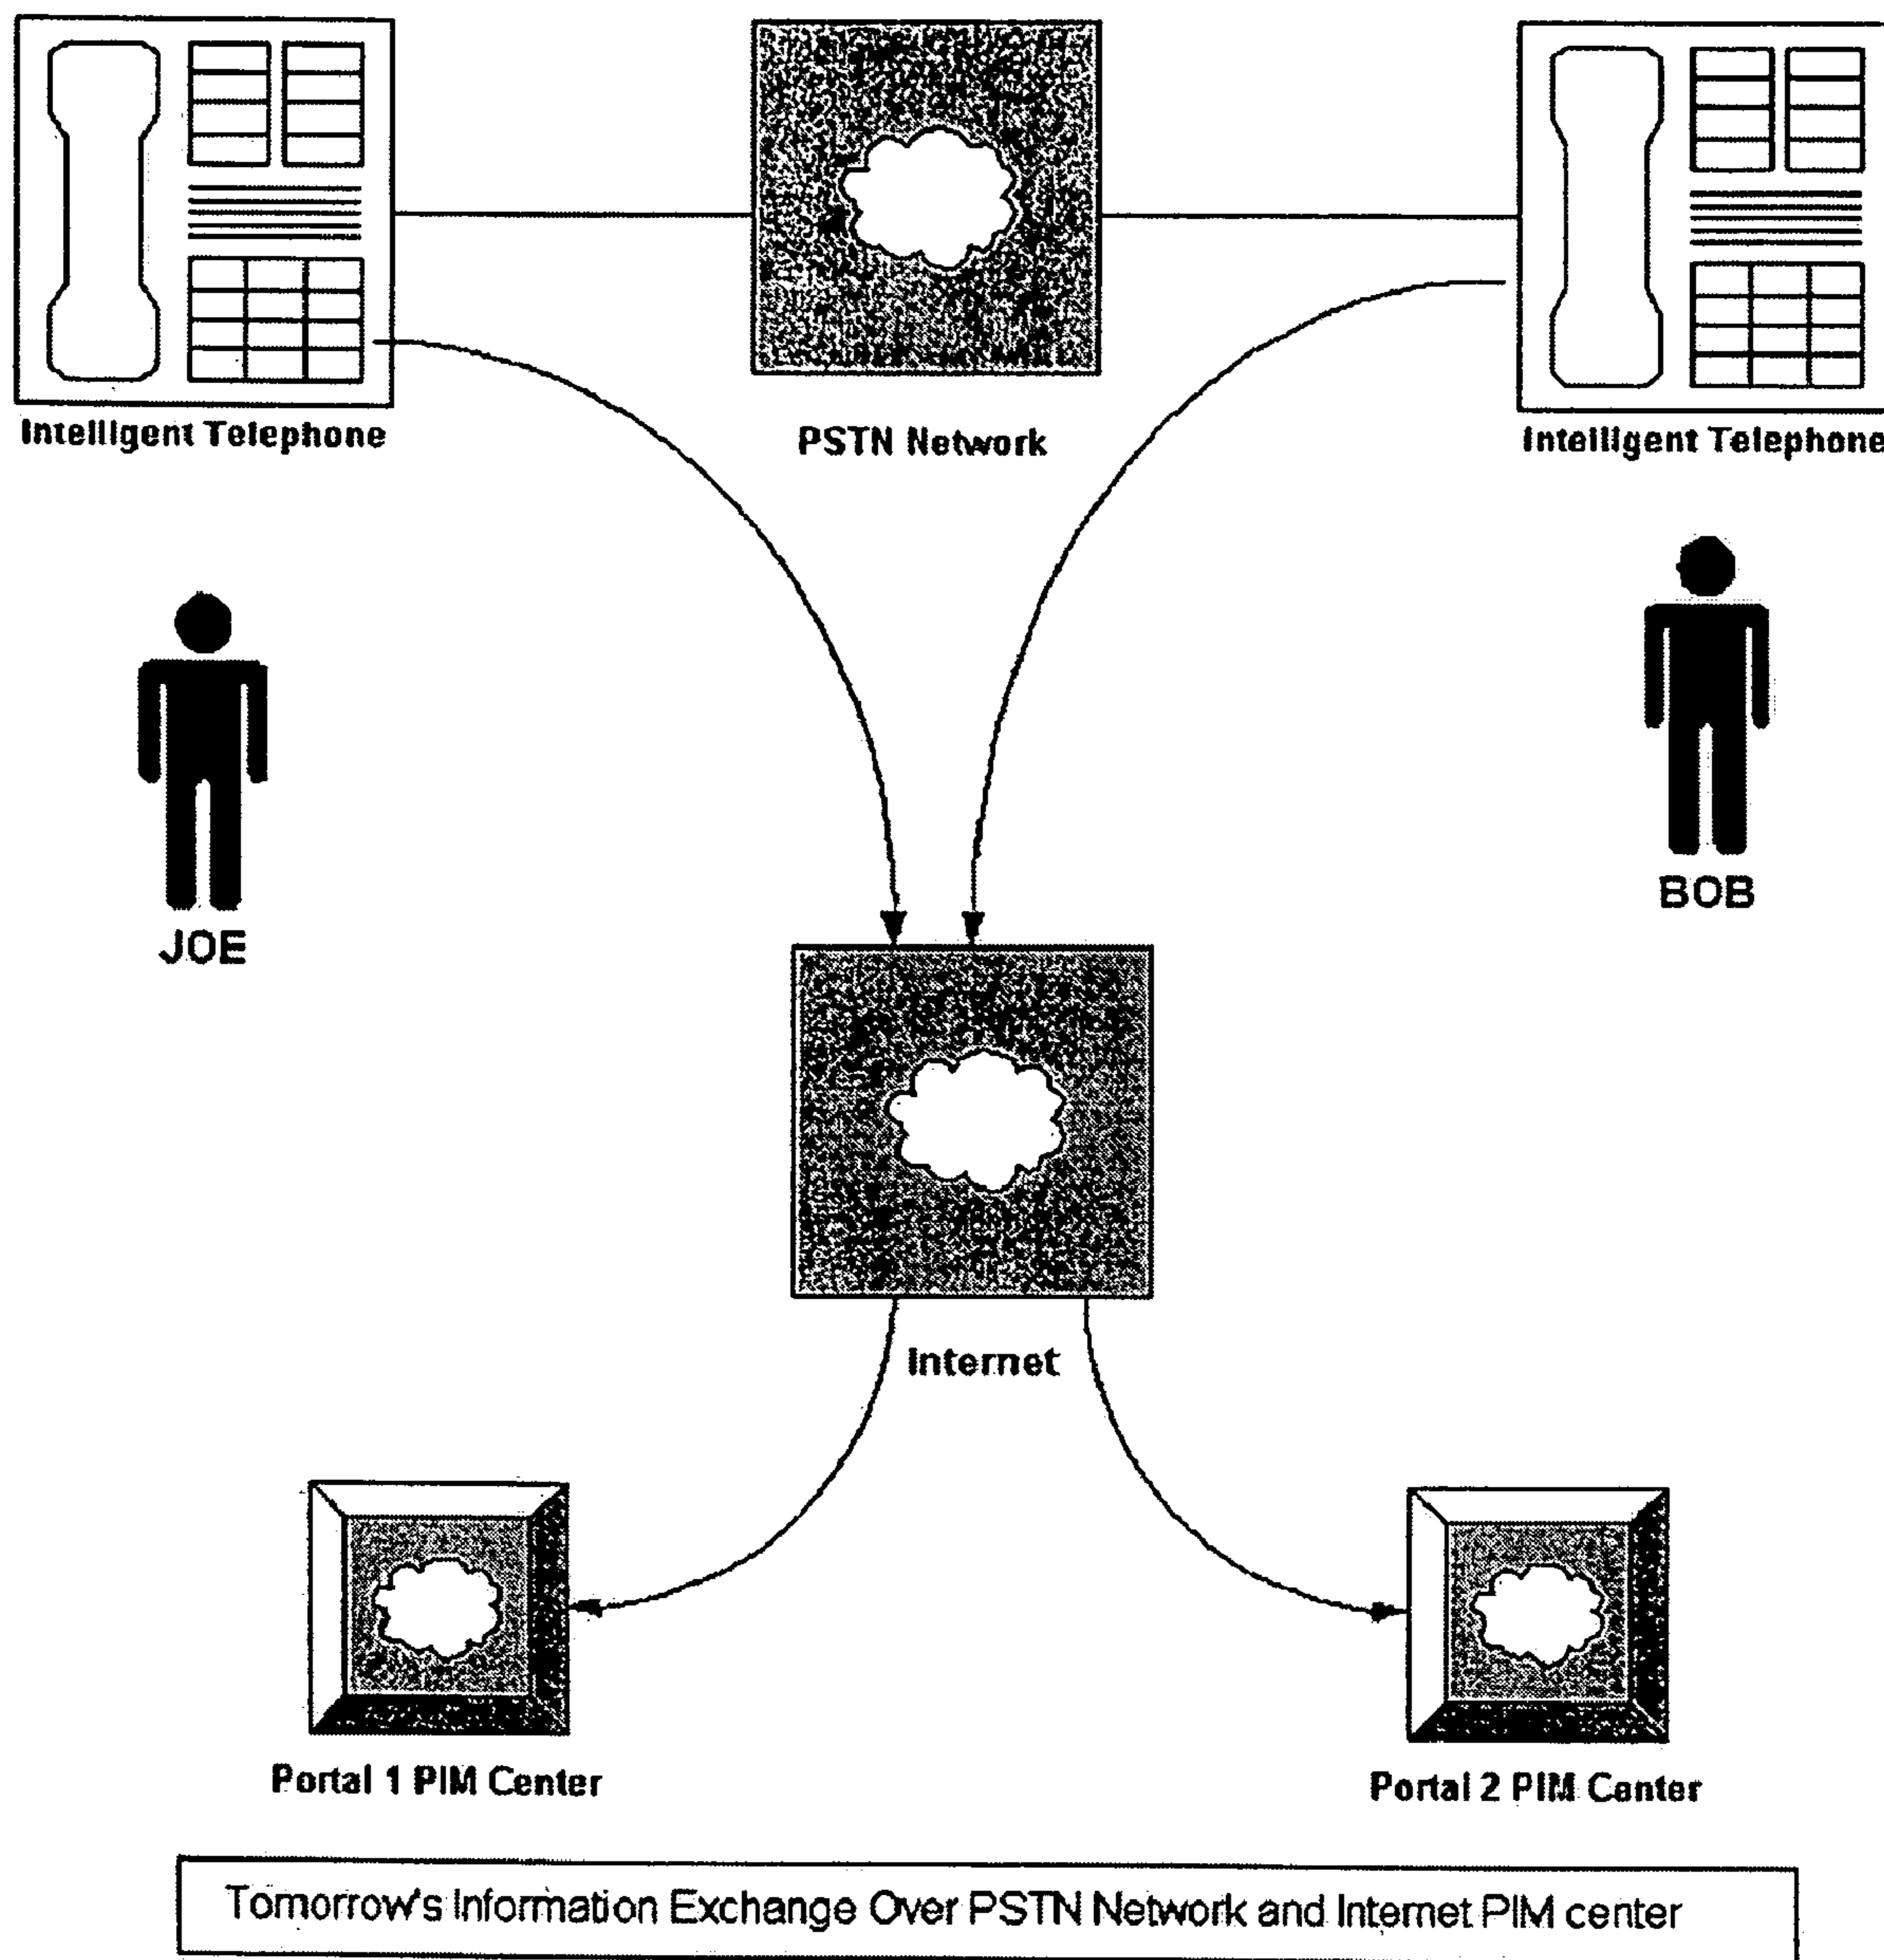 Intelligent Telephone
PSTN Network
Intelligent Telephone
JOE
BOB
Internet
Portal 1 PIM Center
Portal 2 PIM Center
Tomorrow's Information Exchange Over PSTN Network and Internet PIM center